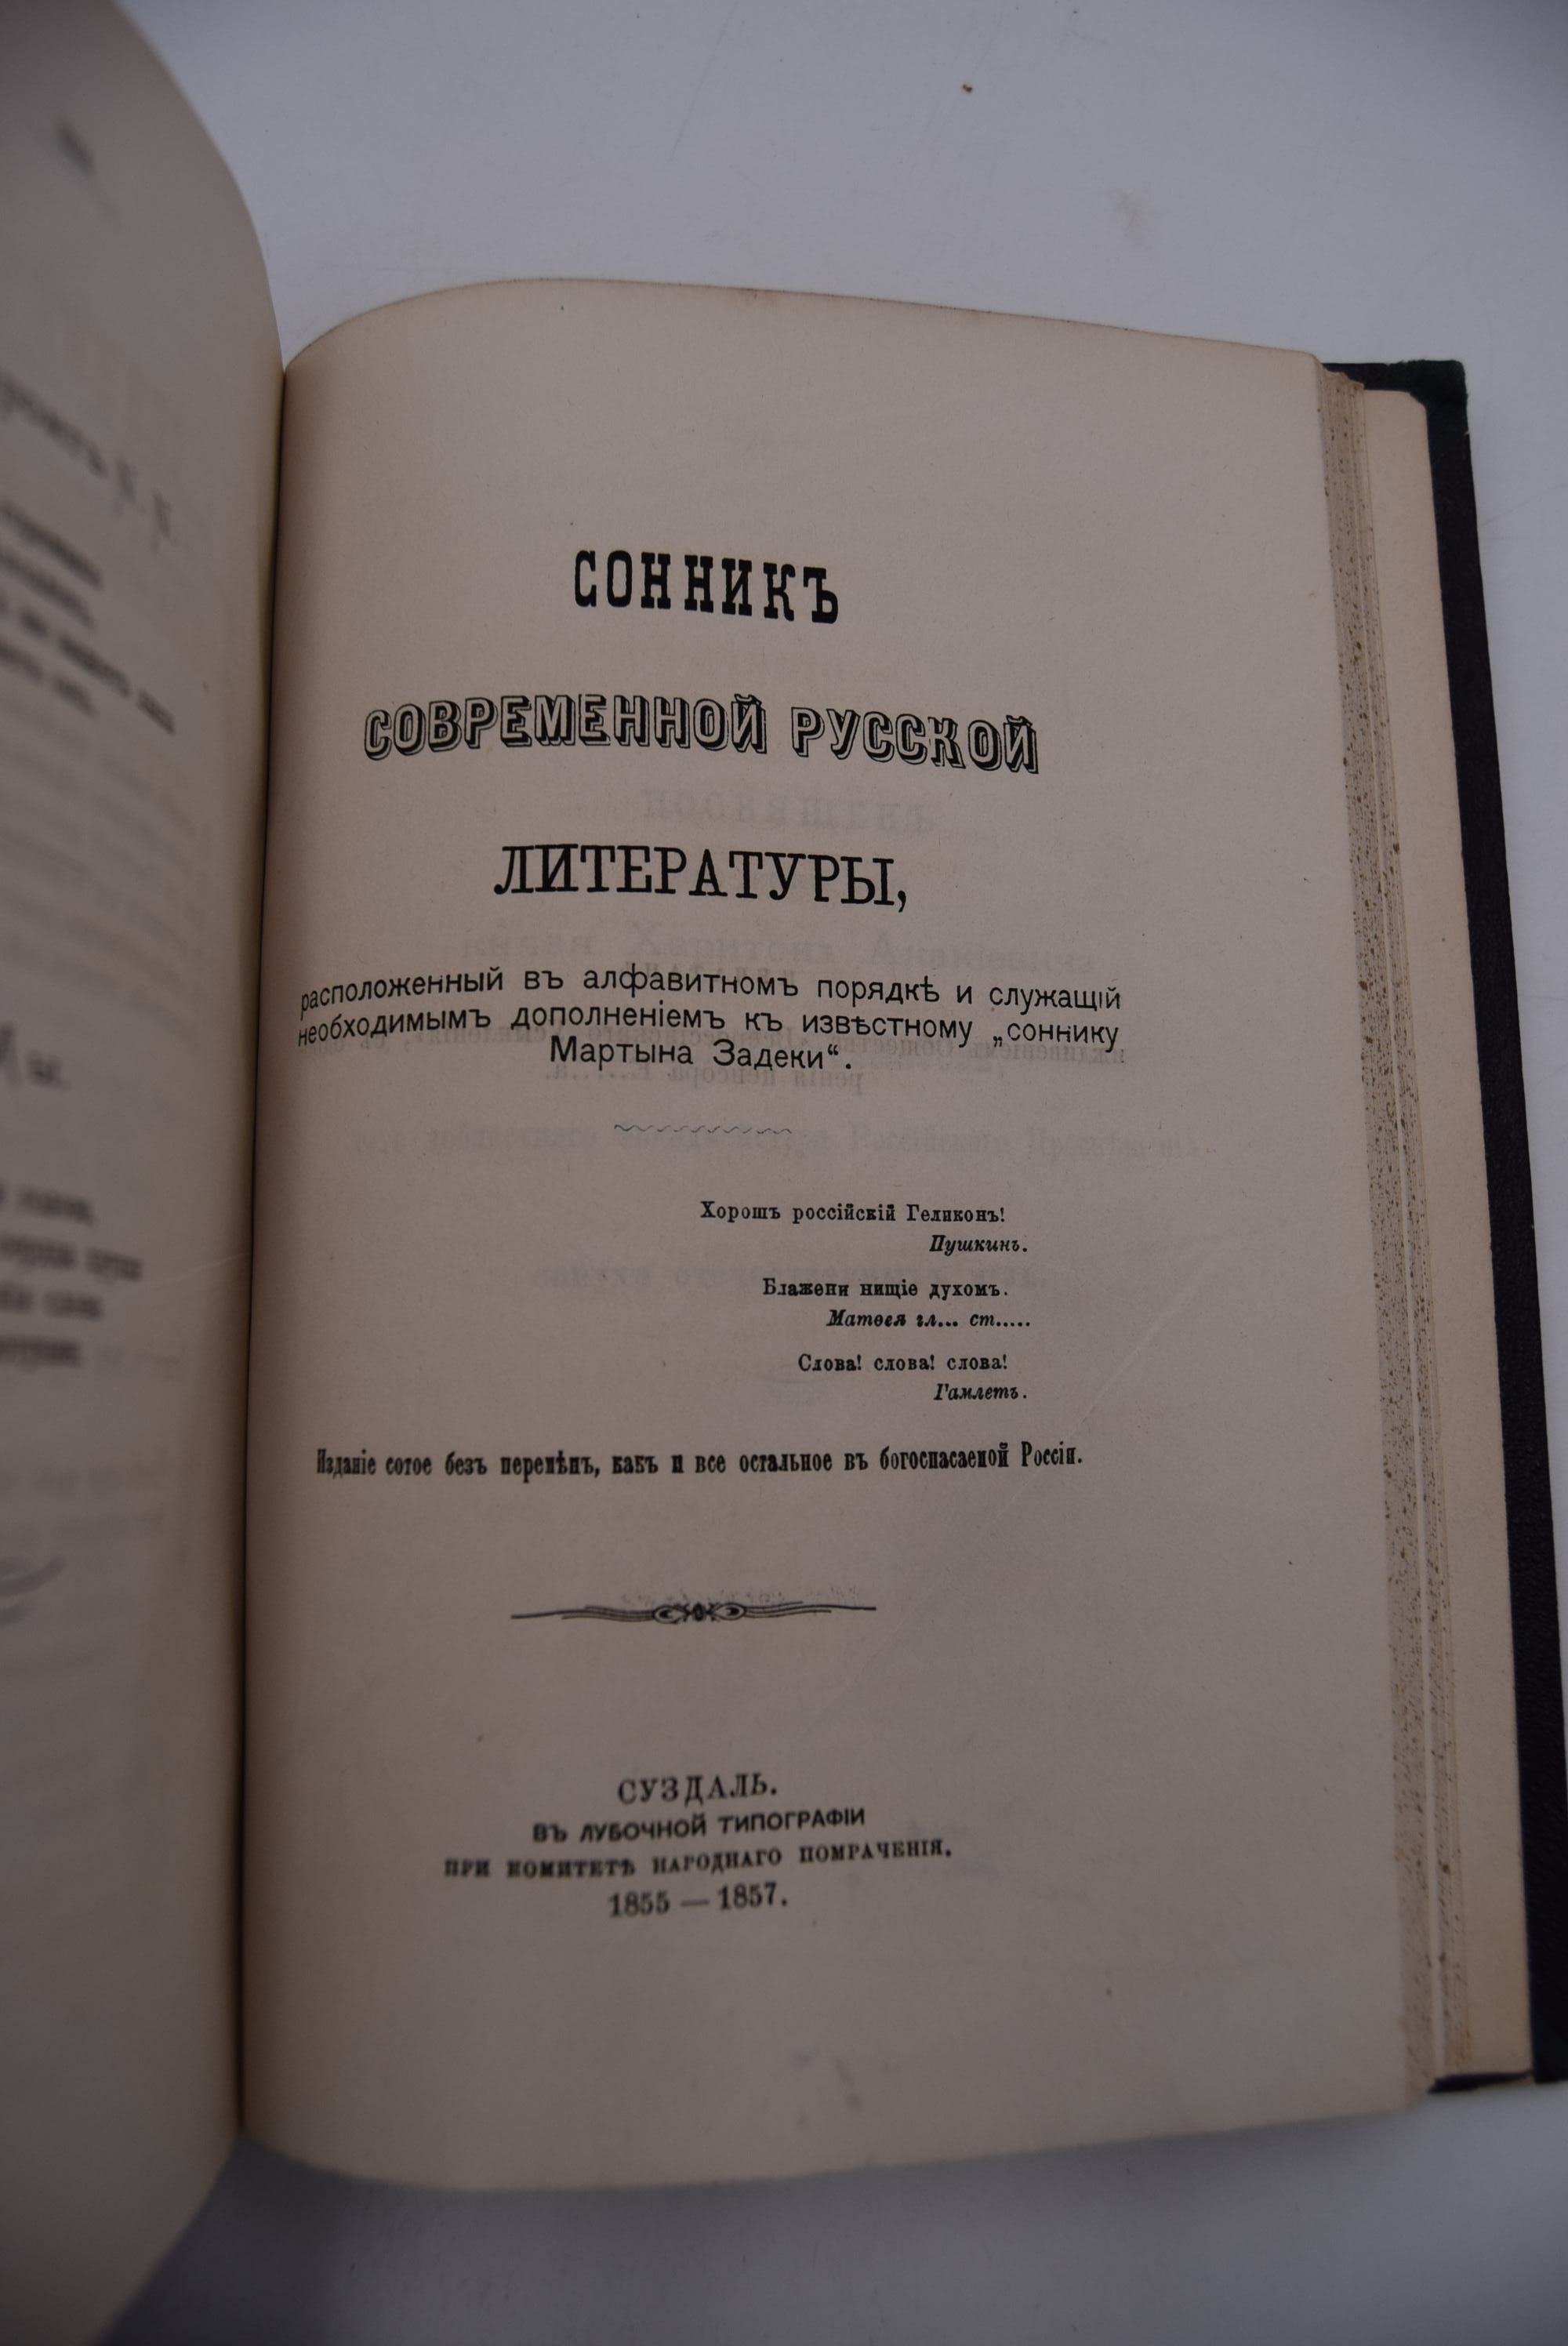 СОННИКЪ
СОВРЕМЕННОЙ РУССКОЙ
ЛИТЕРАТУРЫ,
расположенный въ алфавитномъ порядкѣ и служащій
необходимымъ дополненіемъ къ извѣстному „соннику
Мартына Задеки“.
Хорошъ россійскій Геликонъ!
Пушкинъ.
Блажени нищіе духомъ.
Матѳея гл... ст.....
Слова! слова! слова!
Гамлетъ.
Изданіе сотое безъ перемѣнъ, какъ и все остальное въ богоспасаемой Россіи.
СУЗДАЛЬ.
ВЪ ЛУБОЧНОЙ ТИПОГРАФІИ
ПРИ КОМИТЕТѢ НАРОДНАГО ПОМРАЧЕНІЯ.
1855 — 1857.